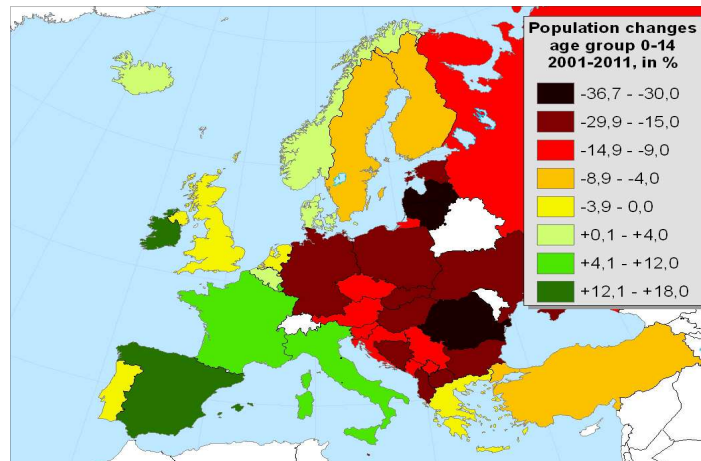 Population changes
age group 0-14
2001-2011, in %
-36,7 - -30,0
-29,9 - -15,0
-14,9 - -9,0
-8,9 - -4,0
-3,9 - 0,0
+0,1 - +4,0
+4,1 - +12,0
+12,1 - +18,0